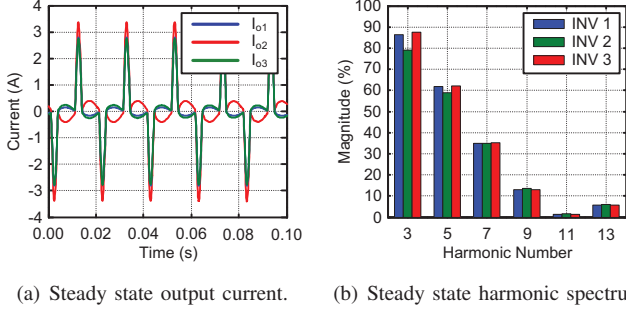 4
3
2
1
0
-1
-2
-3
-4
Current (A)
I_o1
I_o2
I_o3
0.00 0.02 0.04 0.06 0.08 0.10
Time (s)
100
90
80
70
60
50
40
30
20
10
0
Magnitude (%)
INV 1
INV 2
INV 3
3 5 7 9 11 13
Harmonic Number
(a) Steady state output current.
(b) Steady state harmonic spectru